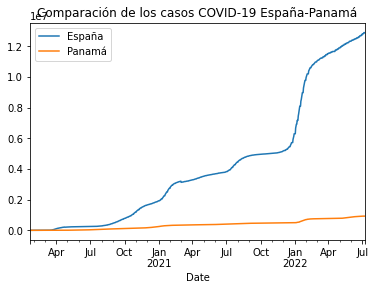 Comparación de los casos COVID-19 España-Panamá
1e7
España
Panamá
1.2
1.0
0.8
0.6
0.4
0.2
0.0
Apr Jul Oct Jan Apr Jul Oct Jan Apr Jul
2021 2022
Date